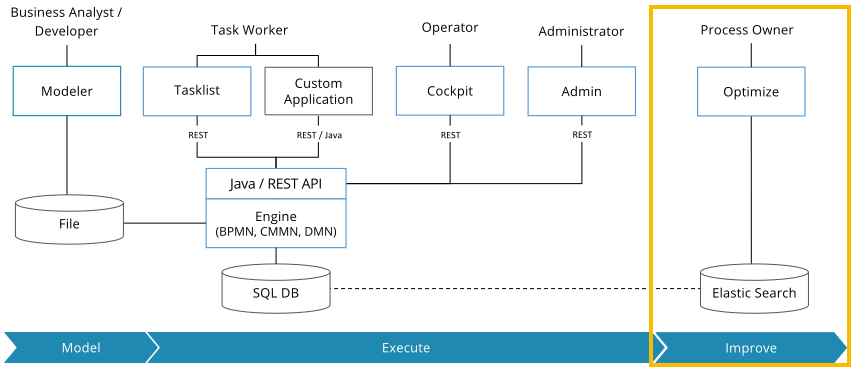 Business Analyst /
Developer
Task Worker
Operator
Administrator
Process Owner
Modeler
Tasklist
Custom
Application
Cockpit
Admin
Optimize
REST
REST / Java
REST
REST
Java / REST API
File
Engine
(BPMN, CMMN, DMN)
SQL DB
Elastic Search
Model
Execute
Improve